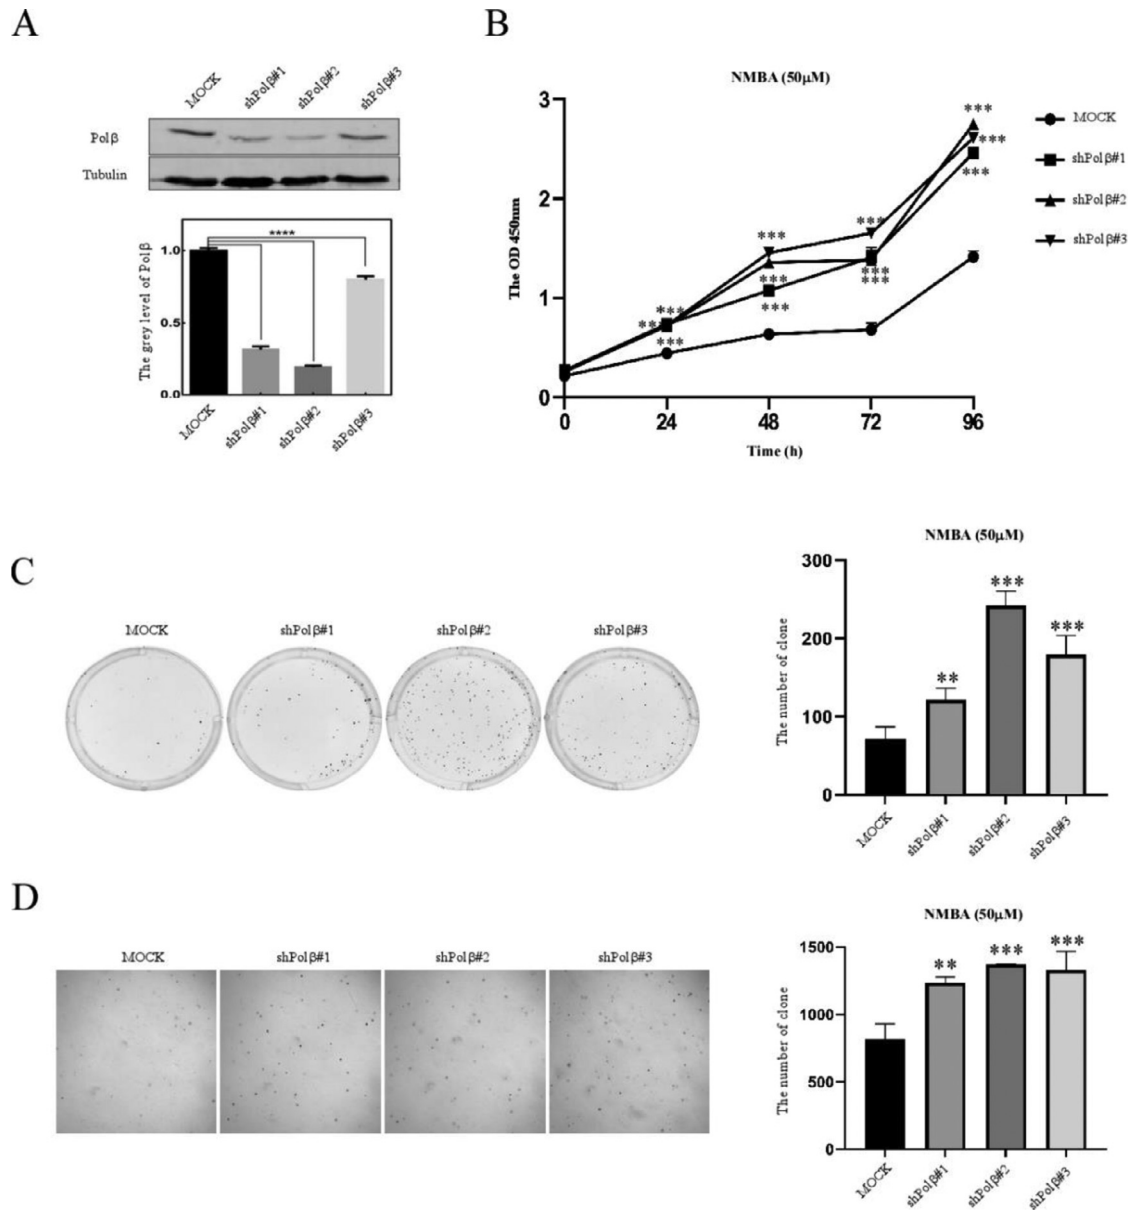 A
MOCK
shPolβ#1
shPolβ#2
shPolβ#3
Polβ
Tubulin
The grey level of Polβ
****
1.0
0.5
0.0
MOCK
shPolβ#1
shPolβ#2
shPolβ#3
B
NMBA (50μM)
The OD 450nm
3
2
1
0
***
***
***
***
***
***
***
***
***
***
***
***
0
24
48
72
96
Time (h)
MOCK
shPolβ#1
shPolβ#2
shPolβ#3
C
MOCK
shPolβ#1
shPolβ#2
shPolβ#3
NMBA (50μM)
The number of clone
300
200
100
0
**
***
***
MOCK
shPolβ#1
shPolβ#2
shPolβ#3
D
MOCK
shPolβ#1
shPolβ#2
shPolβ#3
NMBA (50μM)
The number of clone
1500
1000
500
0
**
***
***
MOCK
shPolβ#1
shPolβ#2
shPolβ#3